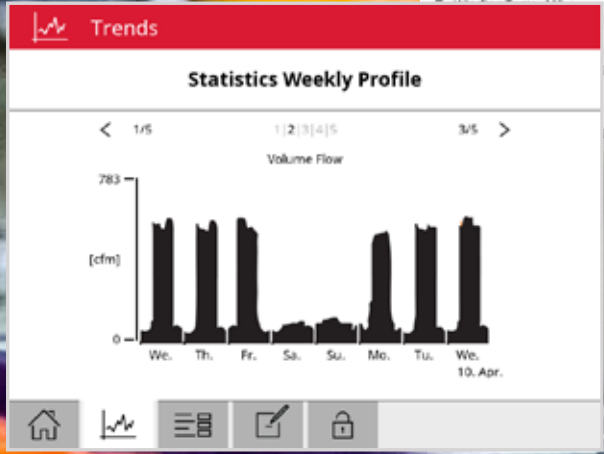 Trends
Statistics Weekly Profile
< 1/5 1|2|3|4|5 3/5 >
Volume Flow
783
[cfm]
0
We. Th. Fr. Sa. Su. Mo. Tu. We.
10. Apr.